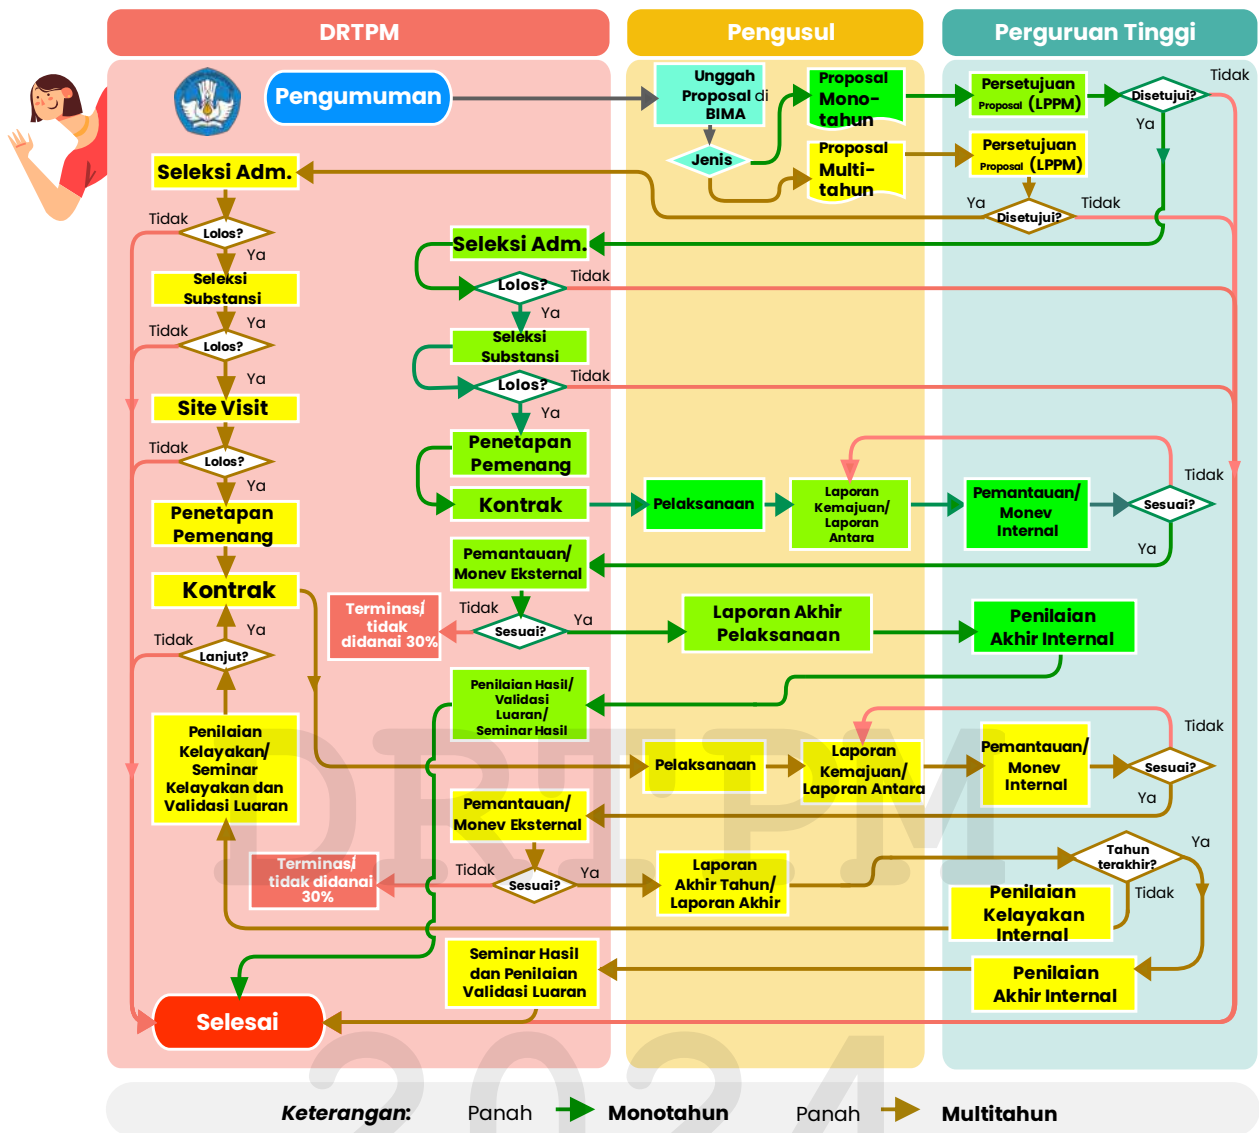 DRTPM
Pengusul
Perguruan Tinggi
Pengumuman
Unggah
Proposal di
BIMA
Jenis
Proposal
Mono-
tahun
Proposal
Multi-
tahun
Persetujuan
Proposal (LPPM)
Disetujui?
Tidak
Ya
Persetujuan
Proposal (LPPM)
Disetujui?
Ya
Tidak
Seleksi Adm.
Lolos?
Tidak
Ya
Seleksi
Substansi
Lolos?
Tidak
Ya
Ya
Site Visit
Lolos?
Tidak
Ya
Penetapan
Pemenang
Kontrak
Ya
Tidak
Lanjut?
Penilaian
Kelayakan/
Seminar
Kelayakan dan
Validasi Luaran
Seleksi Adm.
Lolos?
Tidak
Ya
Seleksi
Substansi
Lolos?
Tidak
Ya
Penetapan
Pemenang
Kontrak
Pelaksanaan
Laporan
Kemajuan/
Laporan
Antara
Pemantauan/
Monev
Internal
Sesuai?
Tidak
Ya
Pemantauan/
Monev Eksternal
Sesuai?
Tidak
Ya
Terminasi/
tidak
didanai 30%
Laporan Akhir
Pelaksanaan
Penilaian
Akhir Internal
Penilaian Hasil/
Validasi
Luaran/
Seminar Hasil
Pelaksanaan
Laporan
Kemajuan/
Laporan Antara
Pemantauan/
Monev
Internal
Sesuai?
Tidak
Ya
Pemantauan/
Monev Eksternal
Sesuai?
Tidak
Ya
Terminasi/
tidak didanai
30%
Laporan
Akhir Tahun/
Laporan Akhir
Tahun
terakhir?
Ya
Tidak
Penilaian
Kelayakan
Internal
Penilaian
Akhir Internal
Seminar Hasil
dan Penilaian
Validasi Luaran
Selesai
DRTPM
2024
Keterangan: Panah Monotahun Panah Multitahun